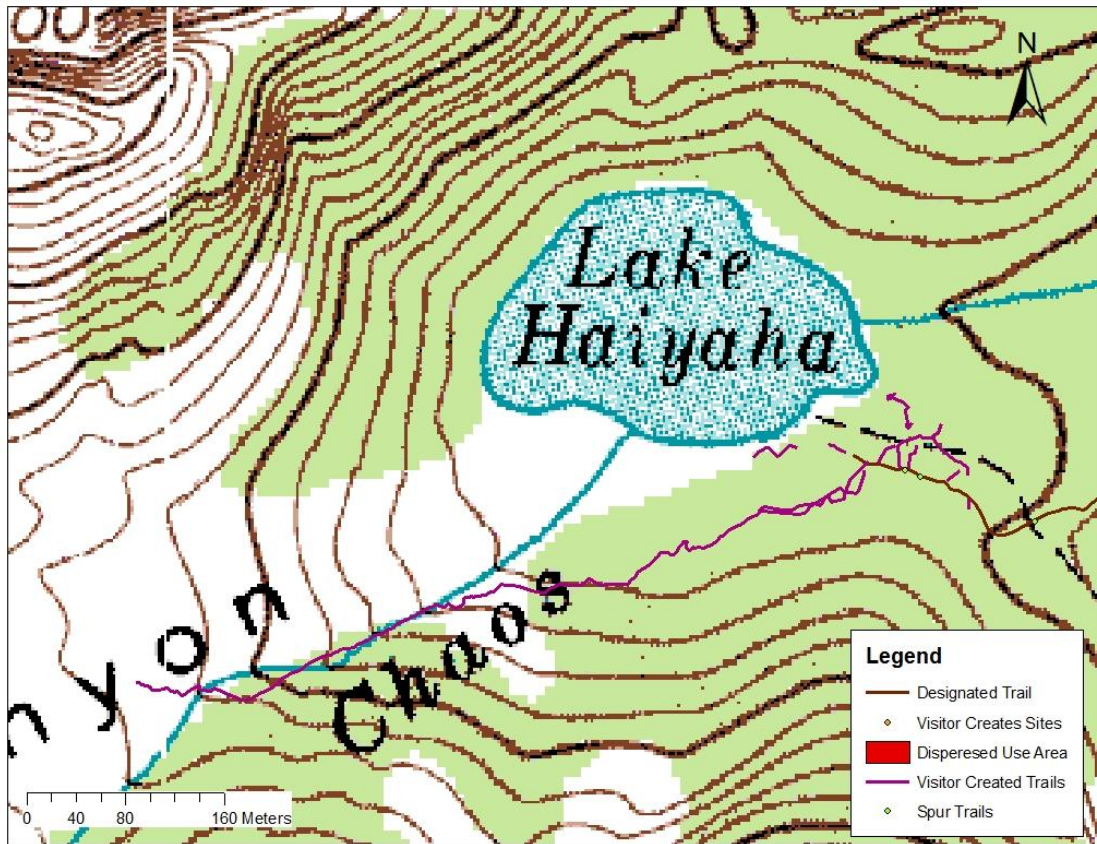 N
Lake
Haiyaha
nyon
Chaos
Legend
Designated Trail
Visitor Creates Sites
Disperesed Use Area
Visitor Created Trails
Spur Trails
0 40 80 160 Meters